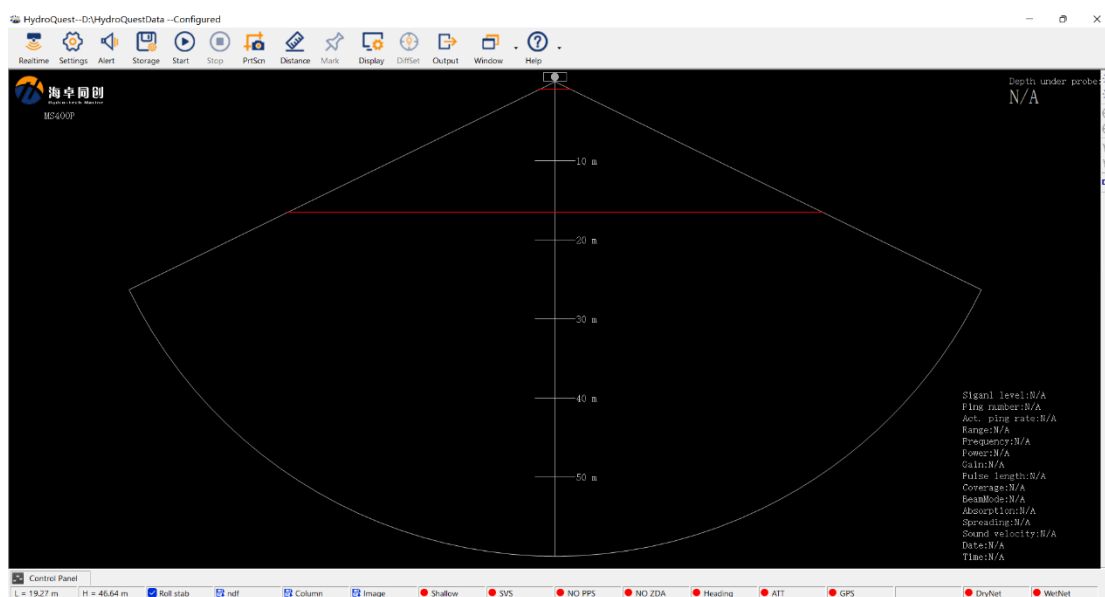 HydroQuest--D:\HydroQuestData --Configured
Realtime Settings Alert Storage Start Stop PrtScn Distance Mark Display DiffSet Output Window Help
海卓同创
Hydro-tech Marine
MS400P
Depth under probe:
N/A
10 m
20 m
30 m
40 m
50 m
Siganl level:N/A
Ping number:N/A
Act. ping rate:N/A
Range:N/A
Frequency:N/A
Power:N/A
Gain:N/A
Pulse length:N/A
Coverage:N/A
BeamMode:N/A
Absorption:N/A
Spreading:N/A
Sound velocity:N/A
Date:N/A
Time:N/A
Control Panel
L = 19.27 m H = 46.64 m Roll stab ndf Column Image Shallow SVS NO PPS NO ZDA Heading ATT GPS DryNet WetNet